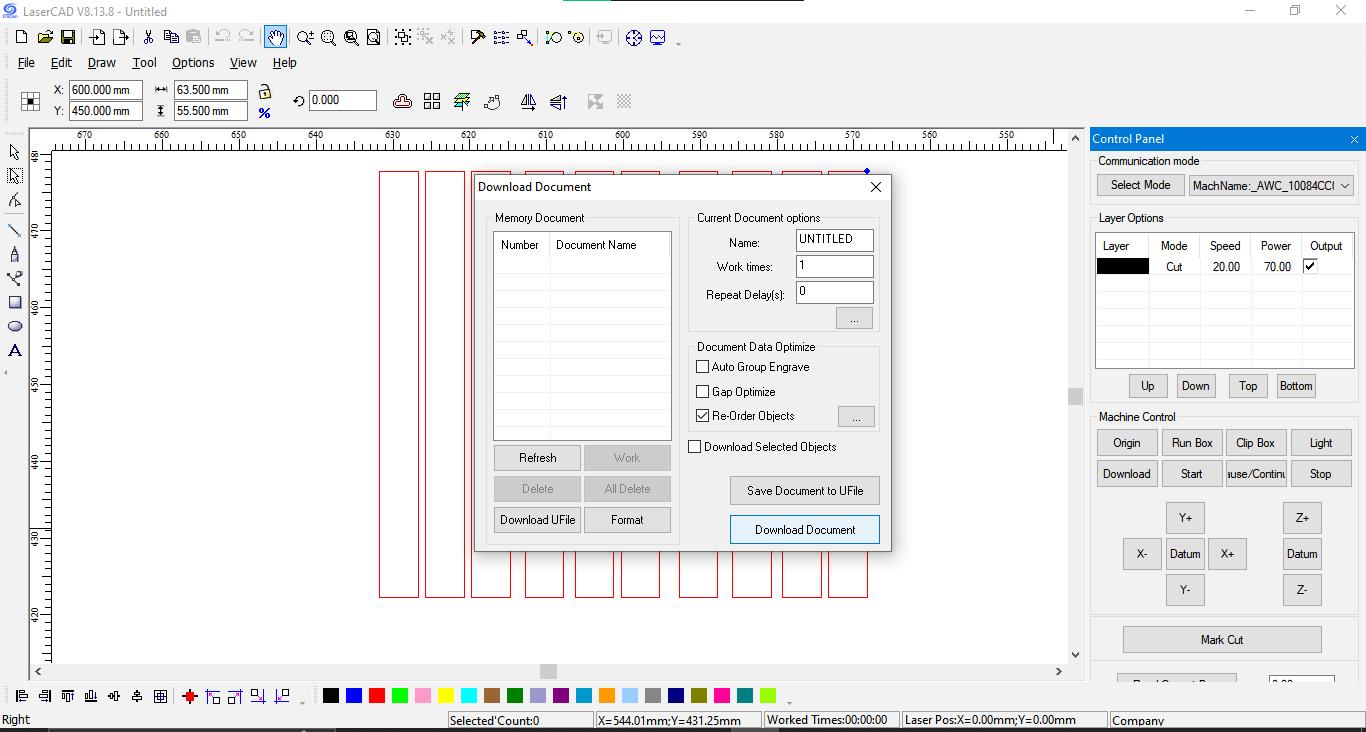 LaserCAD V8.13.8 - Untitled
File Edit Draw Tool Options View Help
X: 600.000 mm 63.500 mm 0.000
Y: 450.000 mm 55.500 mm %
670 660 650 640 630 620 610 600 590 580 570 560 550
480
470
460
450
440
430
420
A
Download Document
Memory Document
Number Document Name
Refresh Work
Delete All Delete
Download UFile Format
Current Document options
Name: UNTITLED
Work times: 1
Repeat Delay(s): 0
...
Document Data Optimize
Auto Group Engrave
Gap Optimize
Re-Order Objects ...
Download Selected Objects
Save Document to UFile
Download Document
Control Panel
Communication mode
Select Mode MachName:_AWC_10084CC(
Layer Options
Layer Mode Speed Power Output
Cut 20.00 70.00
Up Down Top Bottom
Machine Control
Origin Run Box Clip Box Light
Download Start ause/Continu Stop
Y+ Z+
X- Datum X+ Datum
Y- Z-
Mark Cut
Right Selected'Count:0 X=544.01mm;Y=431.25mm Worked Times:00:00:00 Laser Pos:X=0.00mm;Y=0.00mm Company